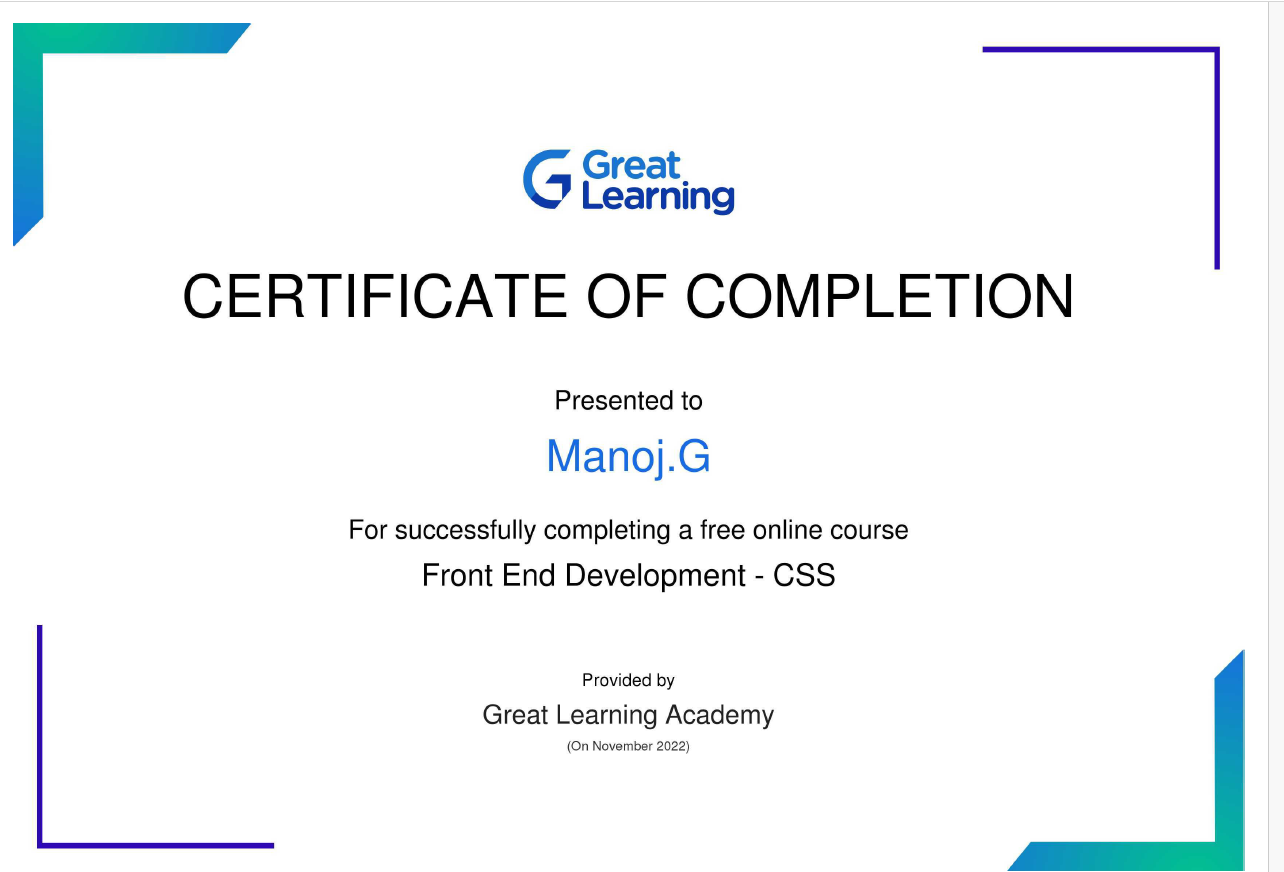 Great
Learning
CERTIFICATE OF COMPLETION
Presented to
Manoj.G
For successfully completing a free online course
Front End Development - CSS
Provided by
Great Learning Academy
(On November 2022)